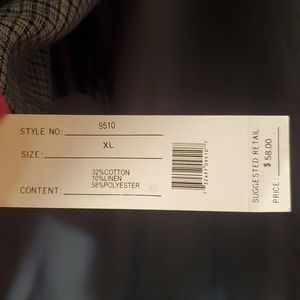 STYLE NO: 9510
SIZE: XL
32%COTTON
10%LINEN
CONTENT: 58%POLYESTER
SUGGESTED RETAIL
PRICE: $58.00